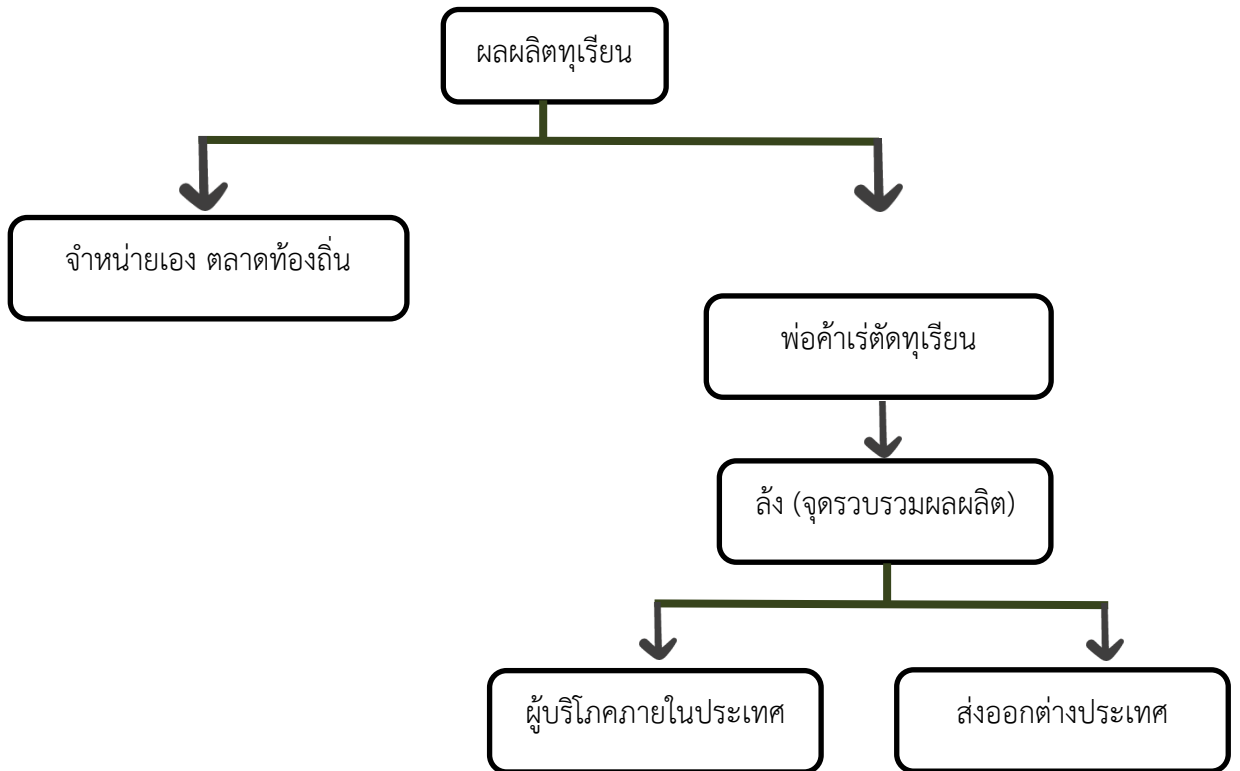 ผลผลิตทุเรียน
จำหน่ายเอง ตลาดท้องถิ่น
พ่อค้าเร่ตัดทุเรียน
ล้ง (จุดรวบรวมผลผลิต)
ผู้บริโภคภายในประเทศ
ส่งออกต่างประเทศ